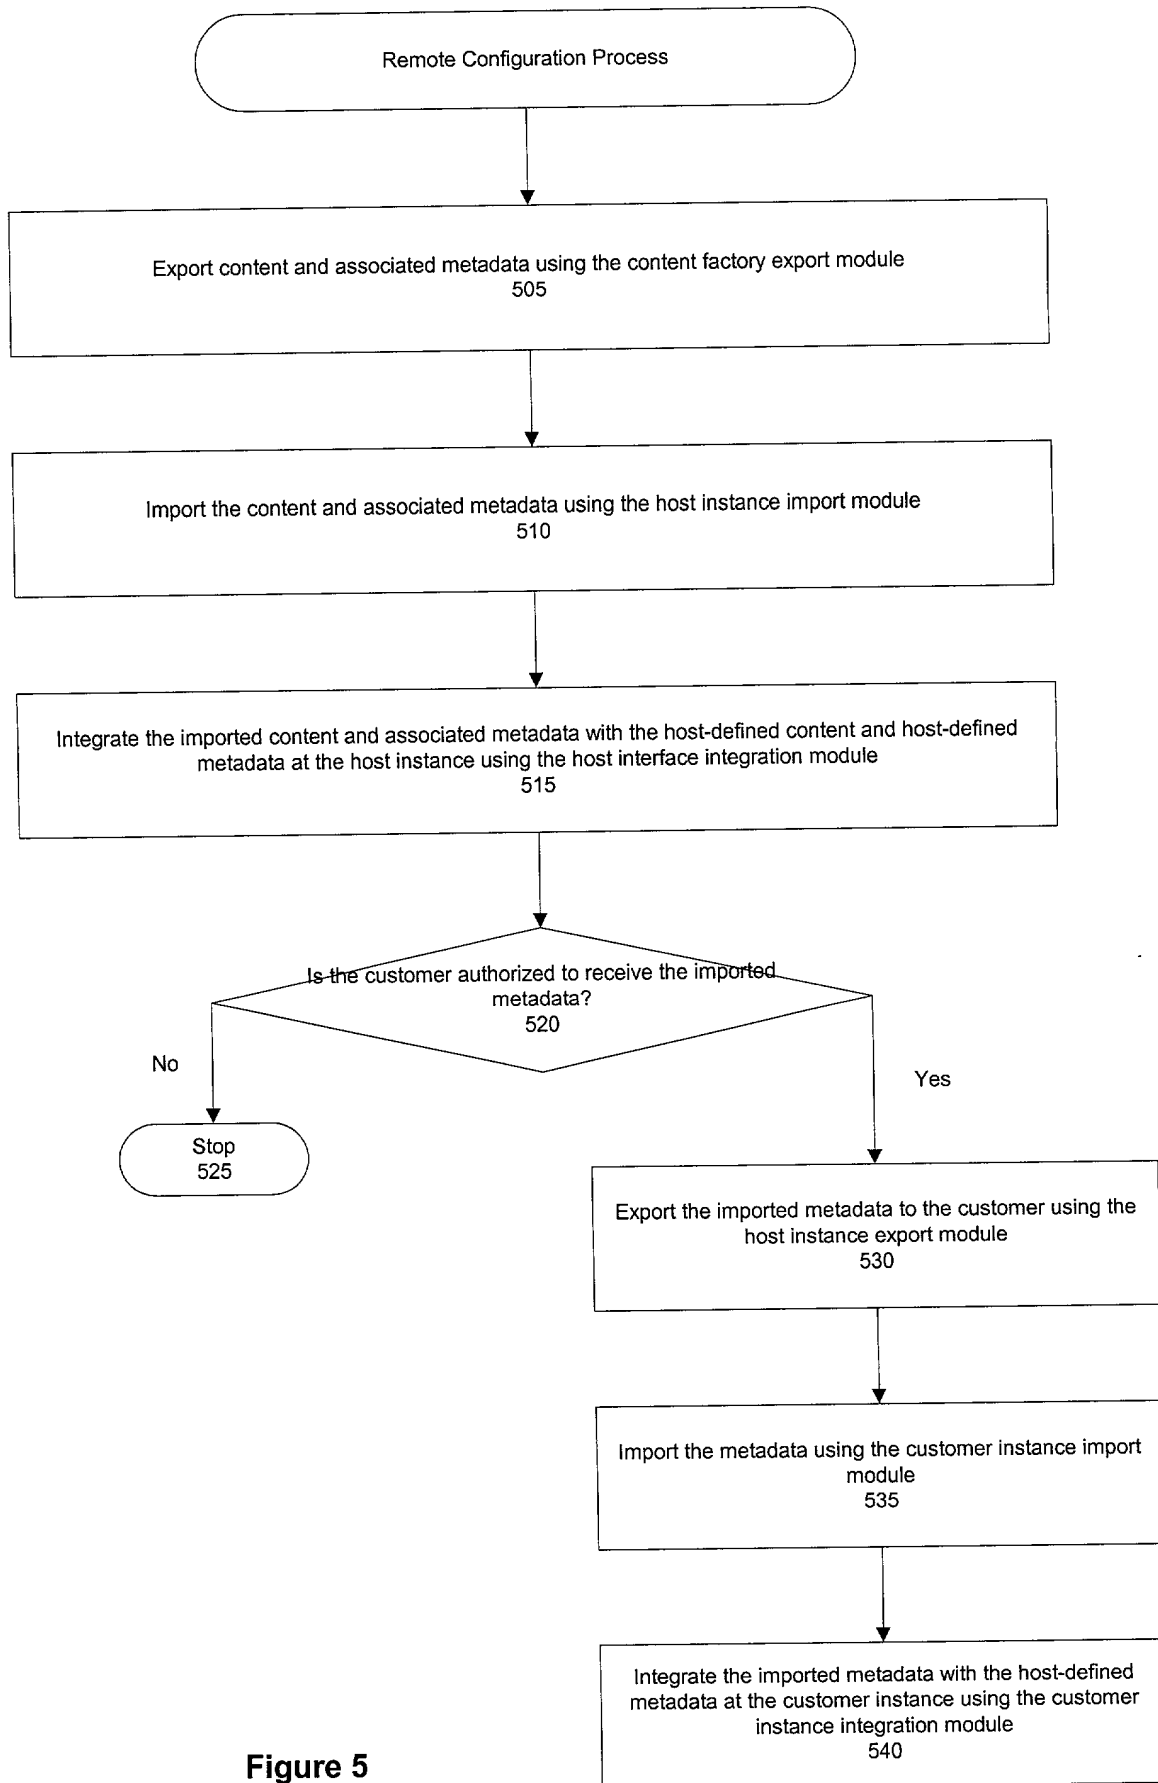 Remote Configuration Process
Export content and associated metadata using the content factory export module
505
Import the content and associated metadata using the host instance import module
510
Integrate the imported content and associated metadata with the host-defined content and host-defined
metadata at the host instance using the host interface integration module
515
Is the customer authorized to receive the imported
metadata?
520
No
Yes
Stop
525
Export the imported metadata to the customer using the
host instance export module
530
Import the metadata using the customer instance import
module
535
Integrate the imported metadata with the host-defined
metadata at the customer instance using the customer
instance integration module
540
Figure 5